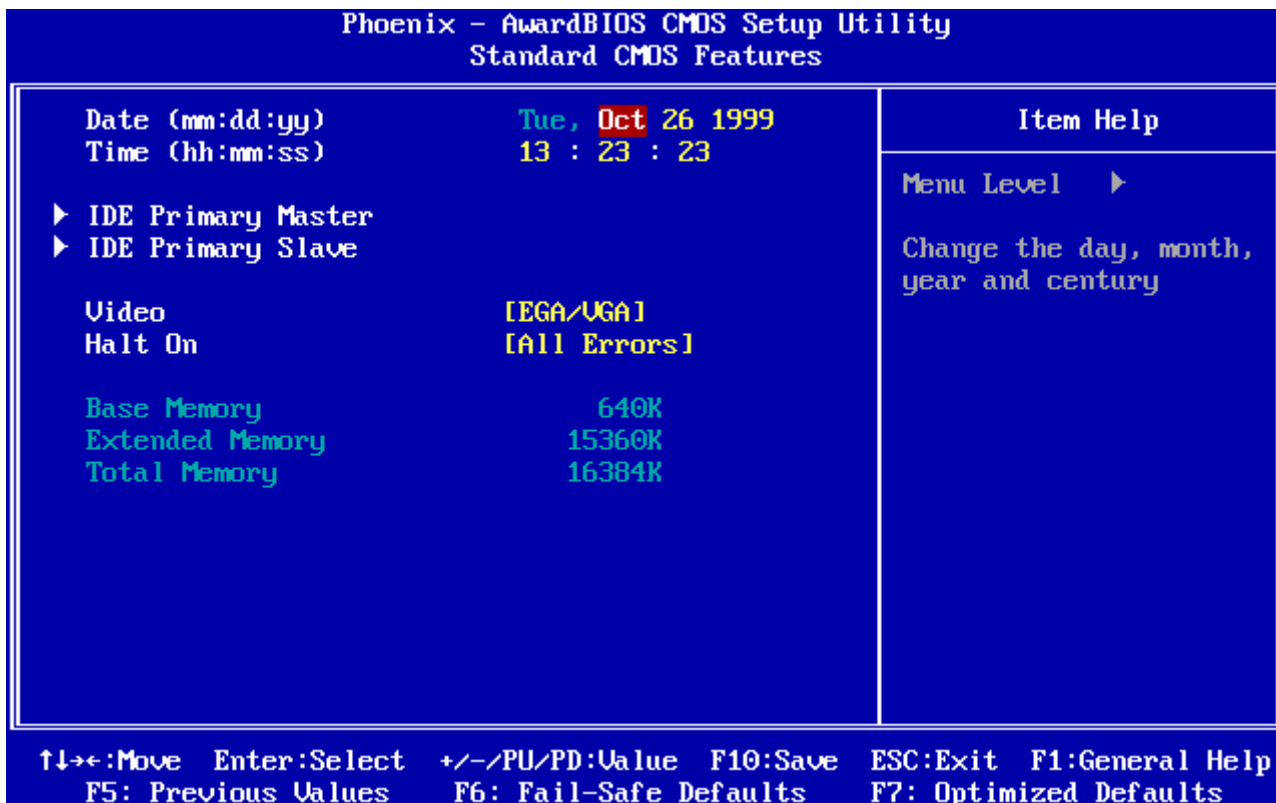 Phoenix - AwardBIOS CMOS Setup Utility
Standard CMOS Features
Date (mm:dd:yy) Tue, Oct 26 1999
Time (hh:mm:ss) 13 : 23 : 23
IDE Primary Master
IDE Primary Slave
Video [EGA/VGA]
Halt On [All Errors]
Base Memory 640K
Extended Memory 15360K
Total Memory 16384K
Item Help
Menu Level
Change the day, month,
year and century
↑↓→←:Move Enter:Select +/-/PU/PD:Value F10:Save ESC:Exit F1:General Help
F5: Previous Values F6: Fail-Safe Defaults F7: Optimized Defaults